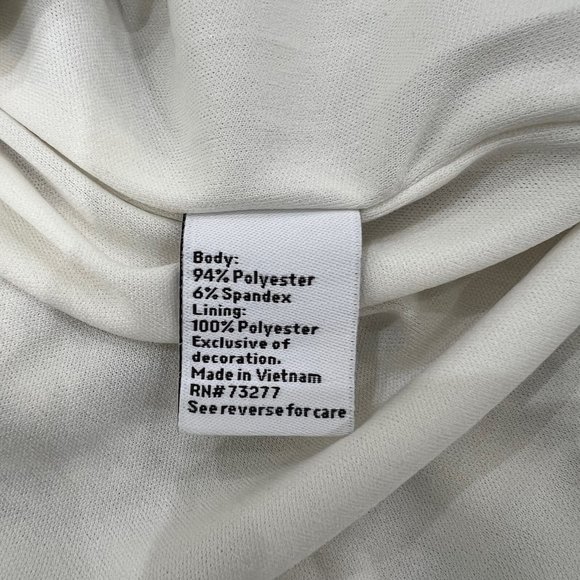 Body:
94% Polyester
6% Spandex
Lining:
100% Polyester
Exclusive of
decoration.
Made in Vietnam
RN# 73277
See reverse for care